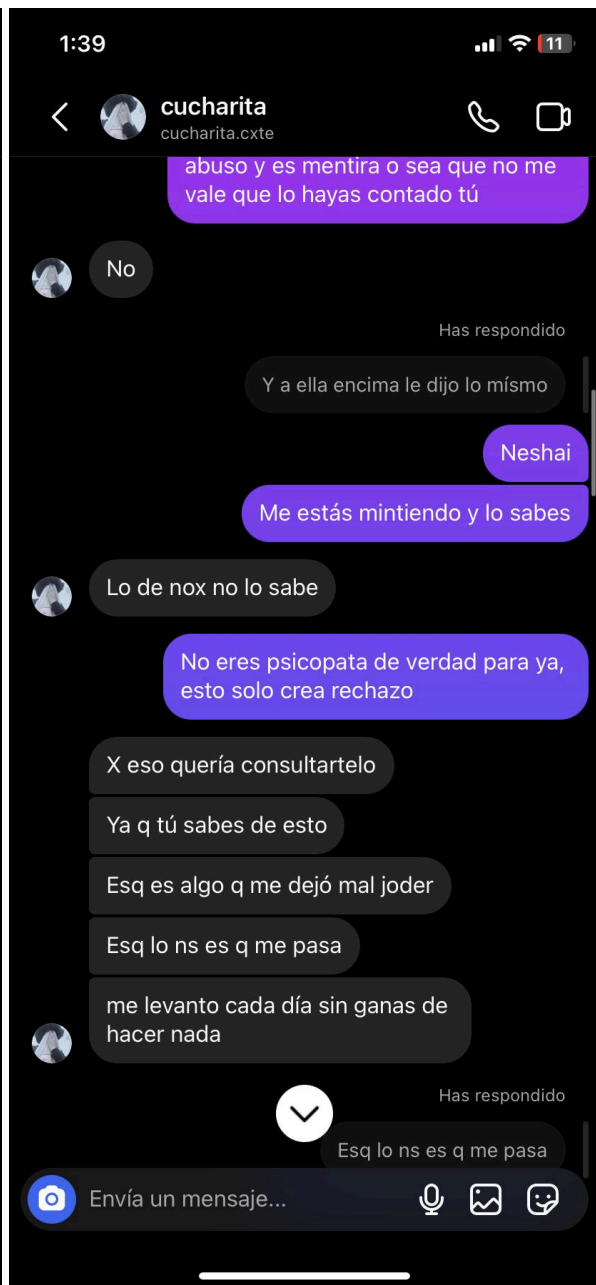 1:39
11
cucharita
cucharita.cxte
abuso y es mentira o sea que no me
vale que lo hayas contado tú
No
Has respondido
Y a ella encima le dijo lo mísmo
Neshai
Me estás mintiendo y lo sabes
Lo de nox no lo sabe
No eres psicopata de verdad para ya,
esto solo crea rechazo
X eso quería consultartelo
Ya q tú sabes de esto
Esq es algo q me dejó mal joder
Esq lo ns es q me pasa
me levanto cada día sin ganas de
hacer nada
Has respondido
Esq lo ns es q me pasa
Envía un mensaje...